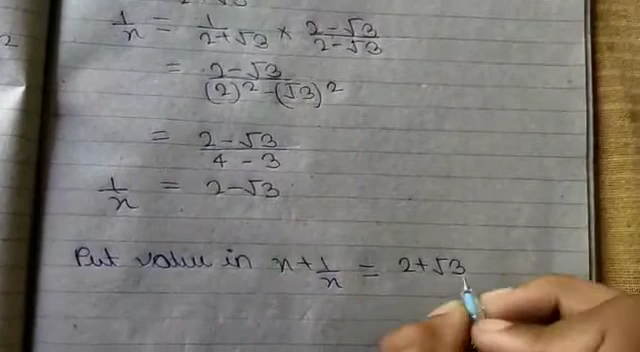 1/x = 1/2+√3 × 2-√3/2-√3
= 2-√3/(2)²-(√3)²
= 2-√3/4-3
1/x = 2-√3
Put value in x+1/x = 2+√3